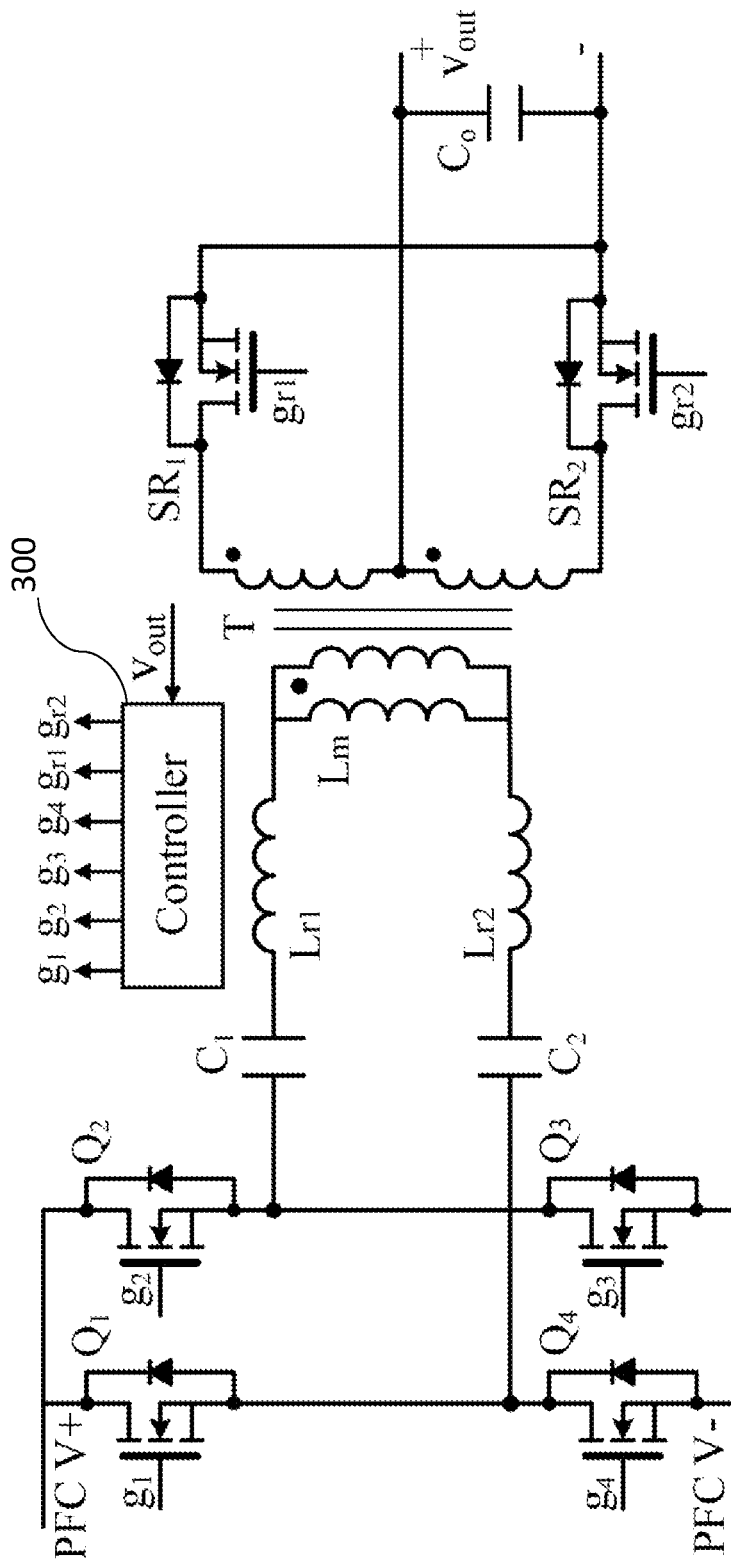 PFC V+
Q1
g1
Q2
g2
Q4
g4
Q3
g3
PFC V-
C1
C2
Lr1
Lr2
Lm
T
g1 g2 g3 g4 gr1 gr2
Controller
Vout
300
SR1
gr1
SR2
gr2
Co
+
Vout
-